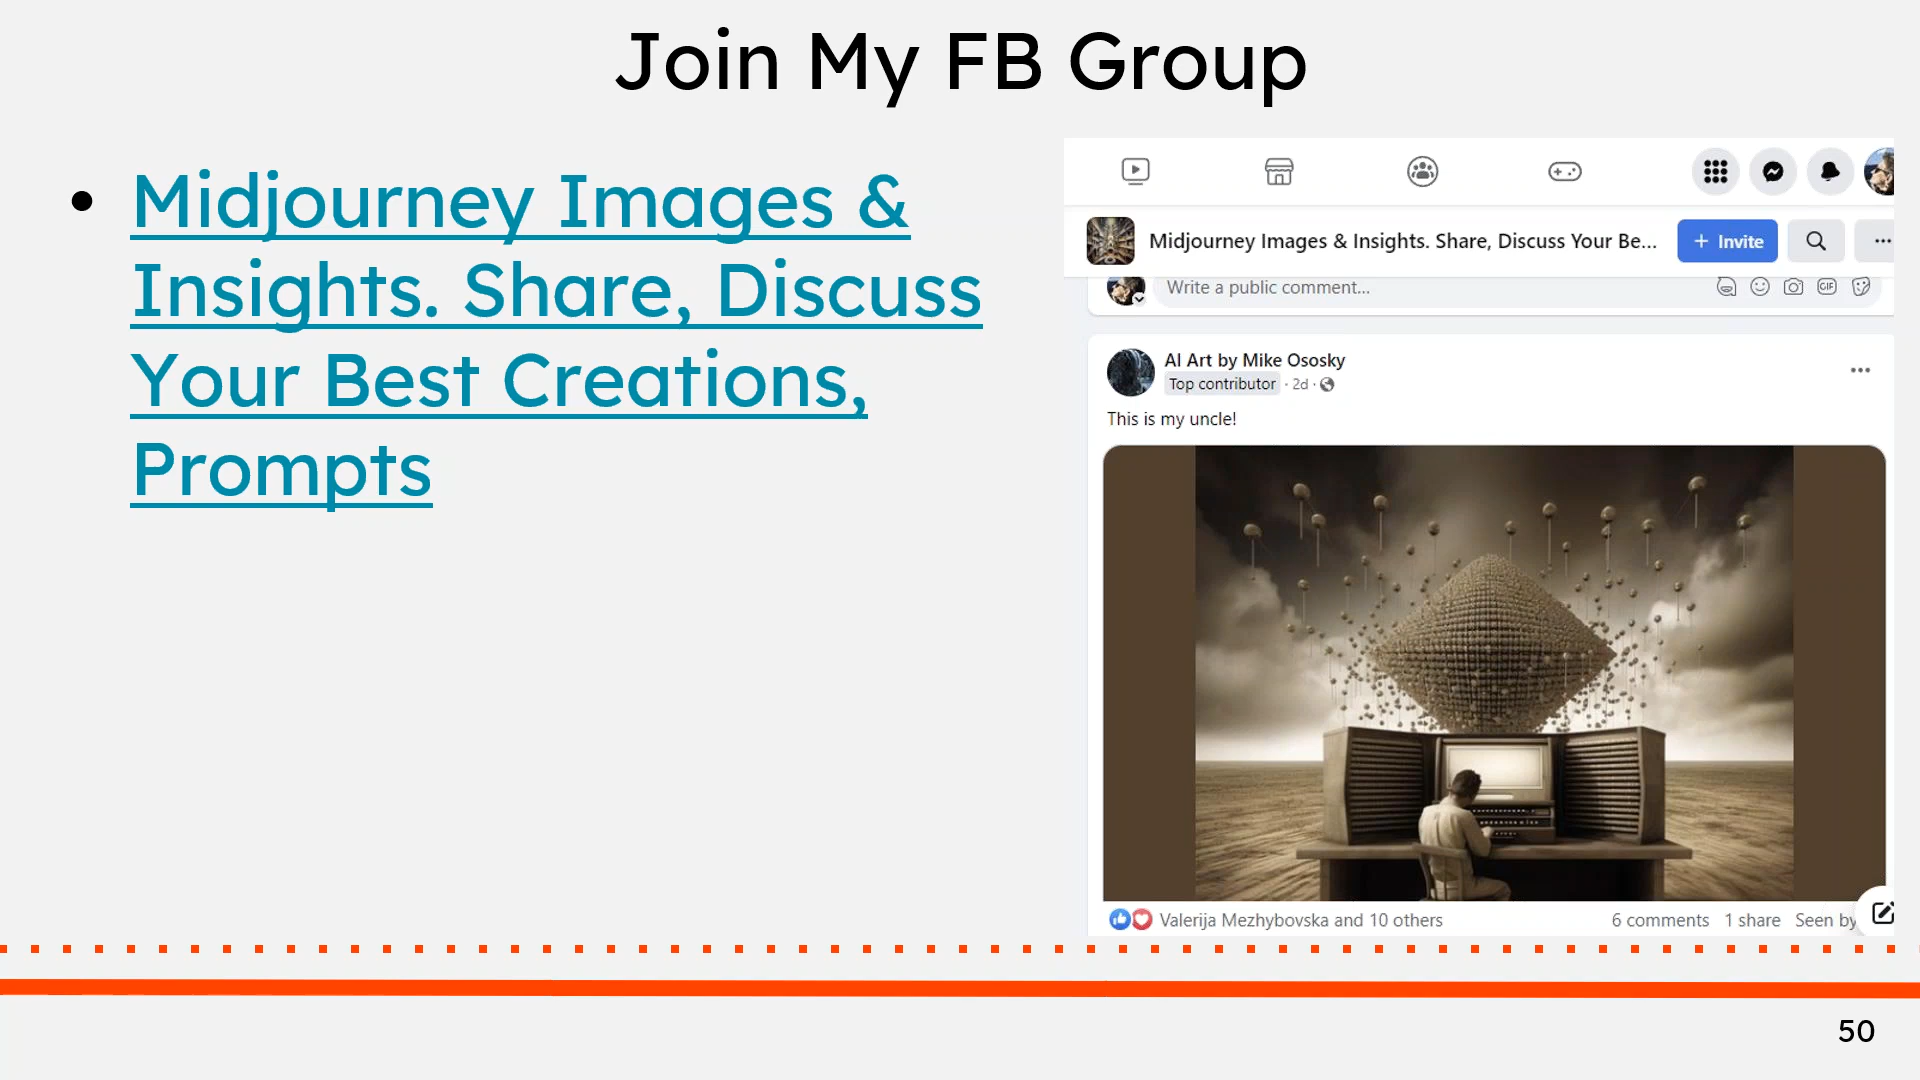 Join My FB Group
• Midjourney Images &
Insights. Share, Discuss
Your Best Creations,
Prompts
Midjourney Images & Insights. Share, Discuss Your Be...
+ Invite
Write a public comment...
GIF
AI Art by Mike Ososky
Top contributor · 2d ·
This is my uncle!
Valerija Mezhybovska and 10 others
6 comments 1 share Seen by
50